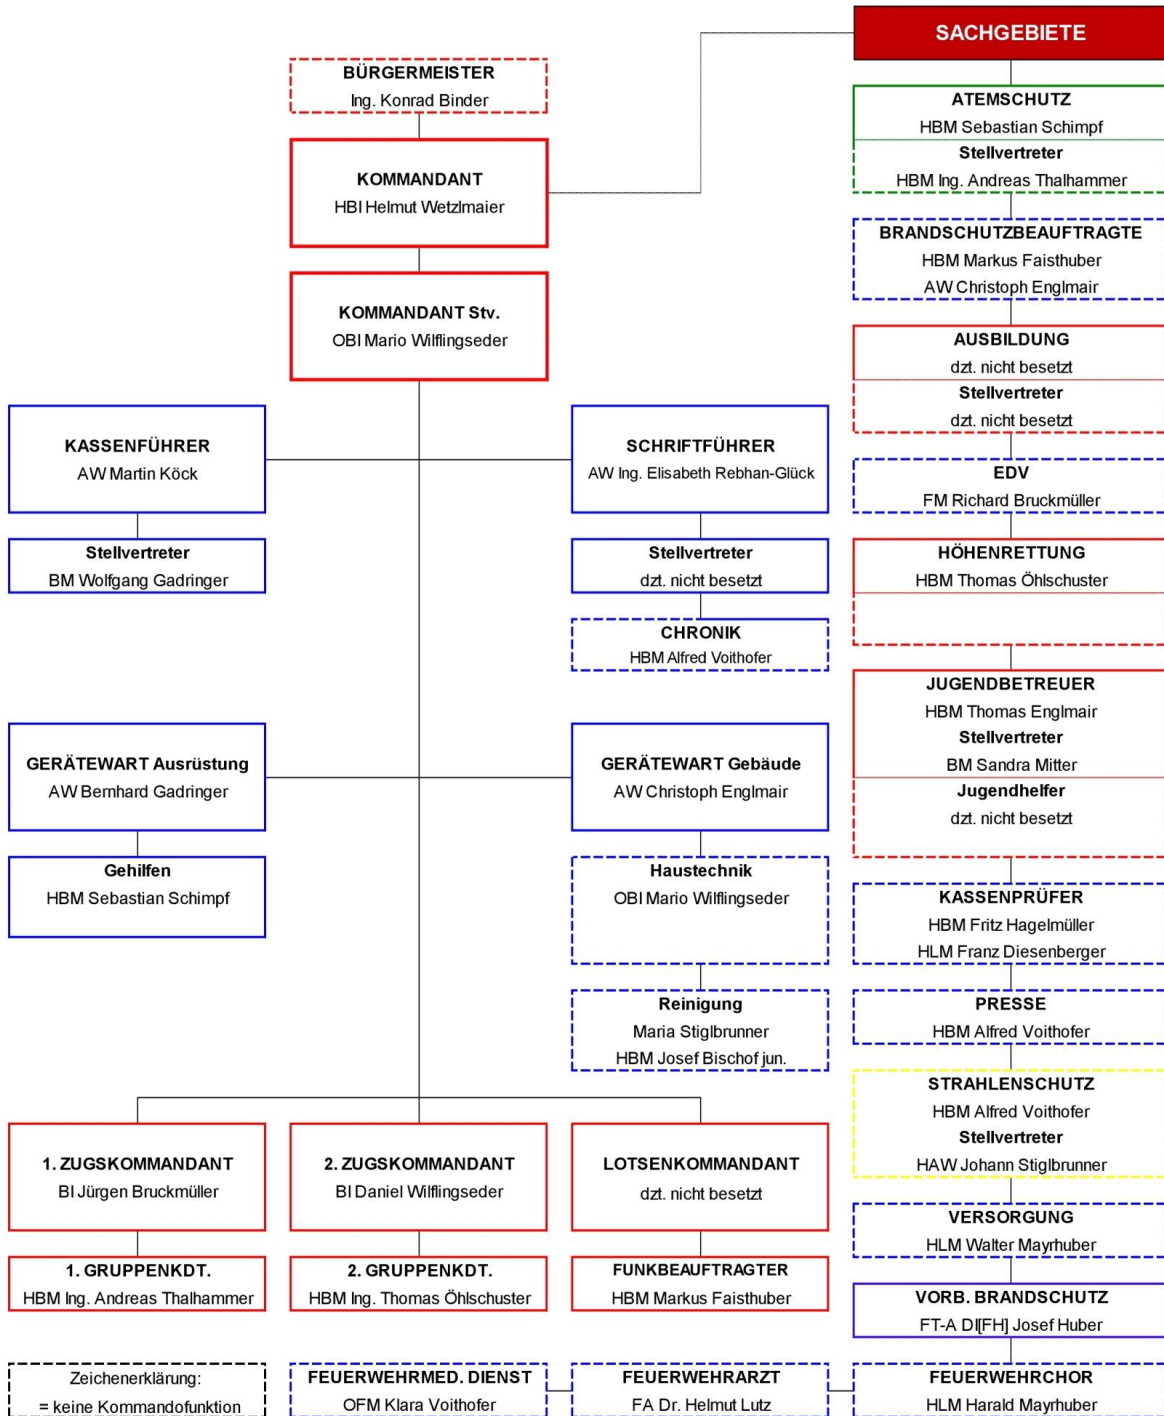 SACHGEBIETE
BÜRGERMEISTER
Ing. Konrad Binder
KOMMANDANT
HBI Helmut Wetzlmaier
KOMMANDANT Stv.
OBI Mario Wilflingseder
KASSENFÜHRER
AW Martin Köck
Stellvertreter
BM Wolfgang Gadringer
SCHRIFTFÜHRER
AW Ing. Elisabeth Rebhan-Glück
Stellvertreter
dzt. nicht besetzt
CHRONIK
HBM Alfred Voithofer
GERÄTEWART Ausrüstung
AW Bernhard Gadringer
Gehilfen
HBM Sebastian Schimpf
GERÄTEWART Gebäude
AW Christoph Englmair
Haustechnik
OBI Mario Wilflingseder
Reinigung
Maria Stiglbrunner
HBM Josef Bischof jun.
1. ZUGSKOMMANDANT
BI Jürgen Bruckmüller
1. GRUPPENKDT.
HBM Ing. Andreas Thalhammer
2. ZUGSKOMMANDANT
BI Daniel Wilflingseder
2. GRUPPENKDT.
HBM Ing. Thomas Öhlschuster
LOTSENKOMMANDANT
dzt. nicht besetzt
FUNKBEAUFTRAGTER
HBM Markus Faisthuber
ATEMSCHUTZ
HBM Sebastian Schimpf
Stellvertreter
HBM Ing. Andreas Thalhammer
BRANDSCHUTZBEAUFTRAGTE
HBM Markus Faisthuber
AW Christoph Englmair
AUSBILDUNG
dzt. nicht besetzt
Stellvertreter
dzt. nicht besetzt
EDV
FM Richard Bruckmüller
HÖHENRETTUNG
HBM Thomas Öhlschuster
JUGENDBETREUER
HBM Thomas Englmair
Stellvertreter
BM Sandra Mitter
Jugendhelfer
dzt. nicht besetzt
KASSENPRÜFER
HBM Fritz Hagelmüller
HLM Franz Diesenberger
PRESSE
HBM Alfred Voithofer
STRAHLENSCHUTZ
HBM Alfred Voithofer
Stellvertreter
HAW Johann Stiglbrunner
VERSORGUNG
HLM Walter Mayrhuber
VORB. BRANDSCHUTZ
FT-A DI[FH] Josef Huber
FEUERWEHRCHOR
HLM Harald Mayrhuber
FEUERWEHRARZT
FA Dr. Helmut Lutz
FEUERWEHRMED. DIENST
OFM Klara Voithofer
Zeichenerklärung:
= keine Kommandofunktion